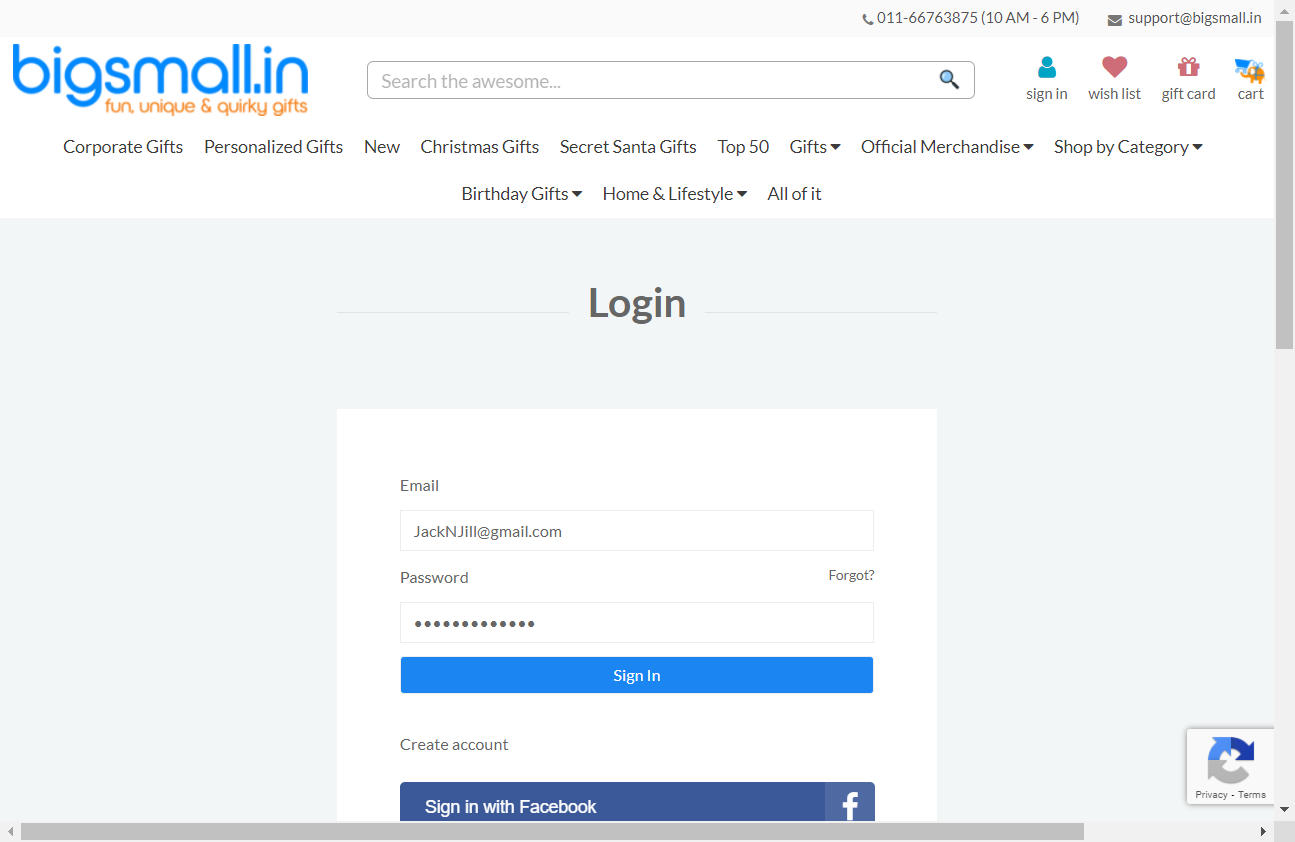 011-66763875 (10 AM - 6 PM) support@bigsmall.in
bigsmall.in
fun, unique & quirky gifts
Search the awesome...
sign in wish list gift card cart
Corporate Gifts Personalized Gifts New Christmas Gifts Secret Santa Gifts Top 50 Gifts Official Merchandise Shop by Category
Birthday Gifts Home & Lifestyle All of it
Login
Email
JackNJill@gmail.com
Password Forgot?
•••••••••••••
Sign In
Create account
Sign in with Facebook
Privacy - Terms